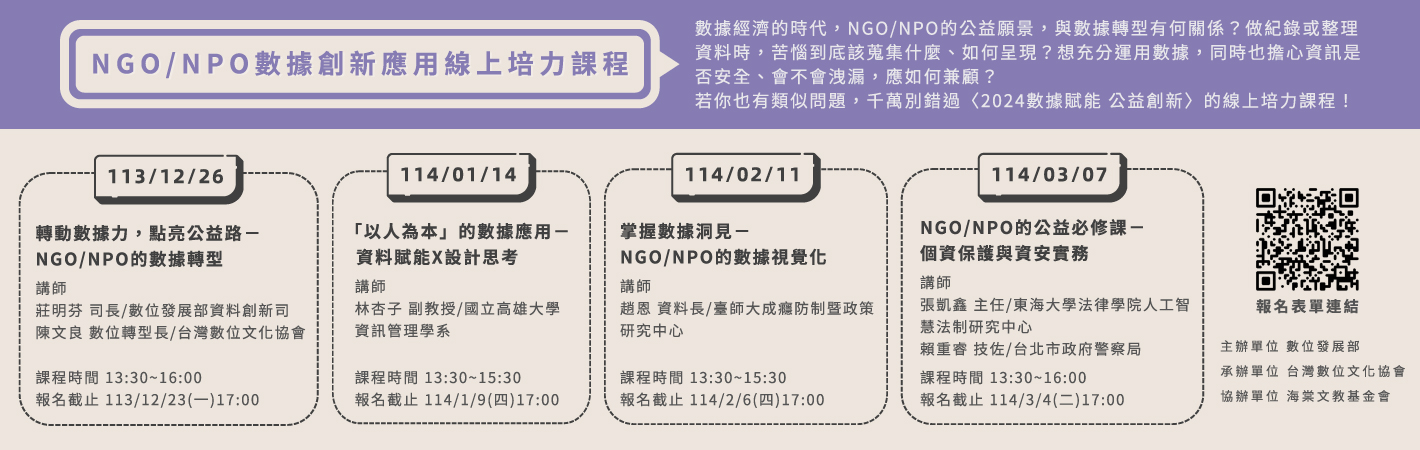 NGO/NPO數據創新應用線上培力課程
數據經濟的時代，NGO/NPO的公益願景，與數據轉型有何關係？做紀錄或整理
資料時，苦惱到底該蒐集什麼、如何呈現？想充分運用數據，同時也擔心資訊是
否安全、會不會洩漏，應如何兼顧？
若你也有類似問題，千萬別錯過〈2024數據賦能 公益創新〉的線上培力課程！
113/12/26
轉動數據力，點亮公益路－
NGO/NPO的數據轉型
講師
莊明芬 司長/數位發展部資料創新司
陳文良 數位轉型長/台灣數位文化協會
課程時間 13:30~16:00
報名截止 113/12/23(一)17:00
114/01/14
「以人為本」的數據應用－
資料賦能X設計思考
講師
林杏子 副教授/國立高雄大學
資訊管理學系
課程時間 13:30~15:30
報名截止 114/1/9(四)17:00
114/02/11
掌握數據洞見－
NGO/NPO的數據視覺化
講師
趙恩 資料長/臺師大成癮防制暨政策
研究中心
課程時間 13:30~15:30
報名截止 114/2/6(四)17:00
114/03/07
NGO/NPO的公益必修課－
個資保護與資安實務
講師
張凱鑫 主任/東海大學法律學院人工智
慧法制研究中心
賴重睿 技佐/台北市政府警察局
課程時間 13:30~16:00
報名截止 114/3/4(二)17:00
報名表單連結
主辦單位 數位發展部
承辦單位 台灣數位文化協會
協辦單位 海棠文教基金會